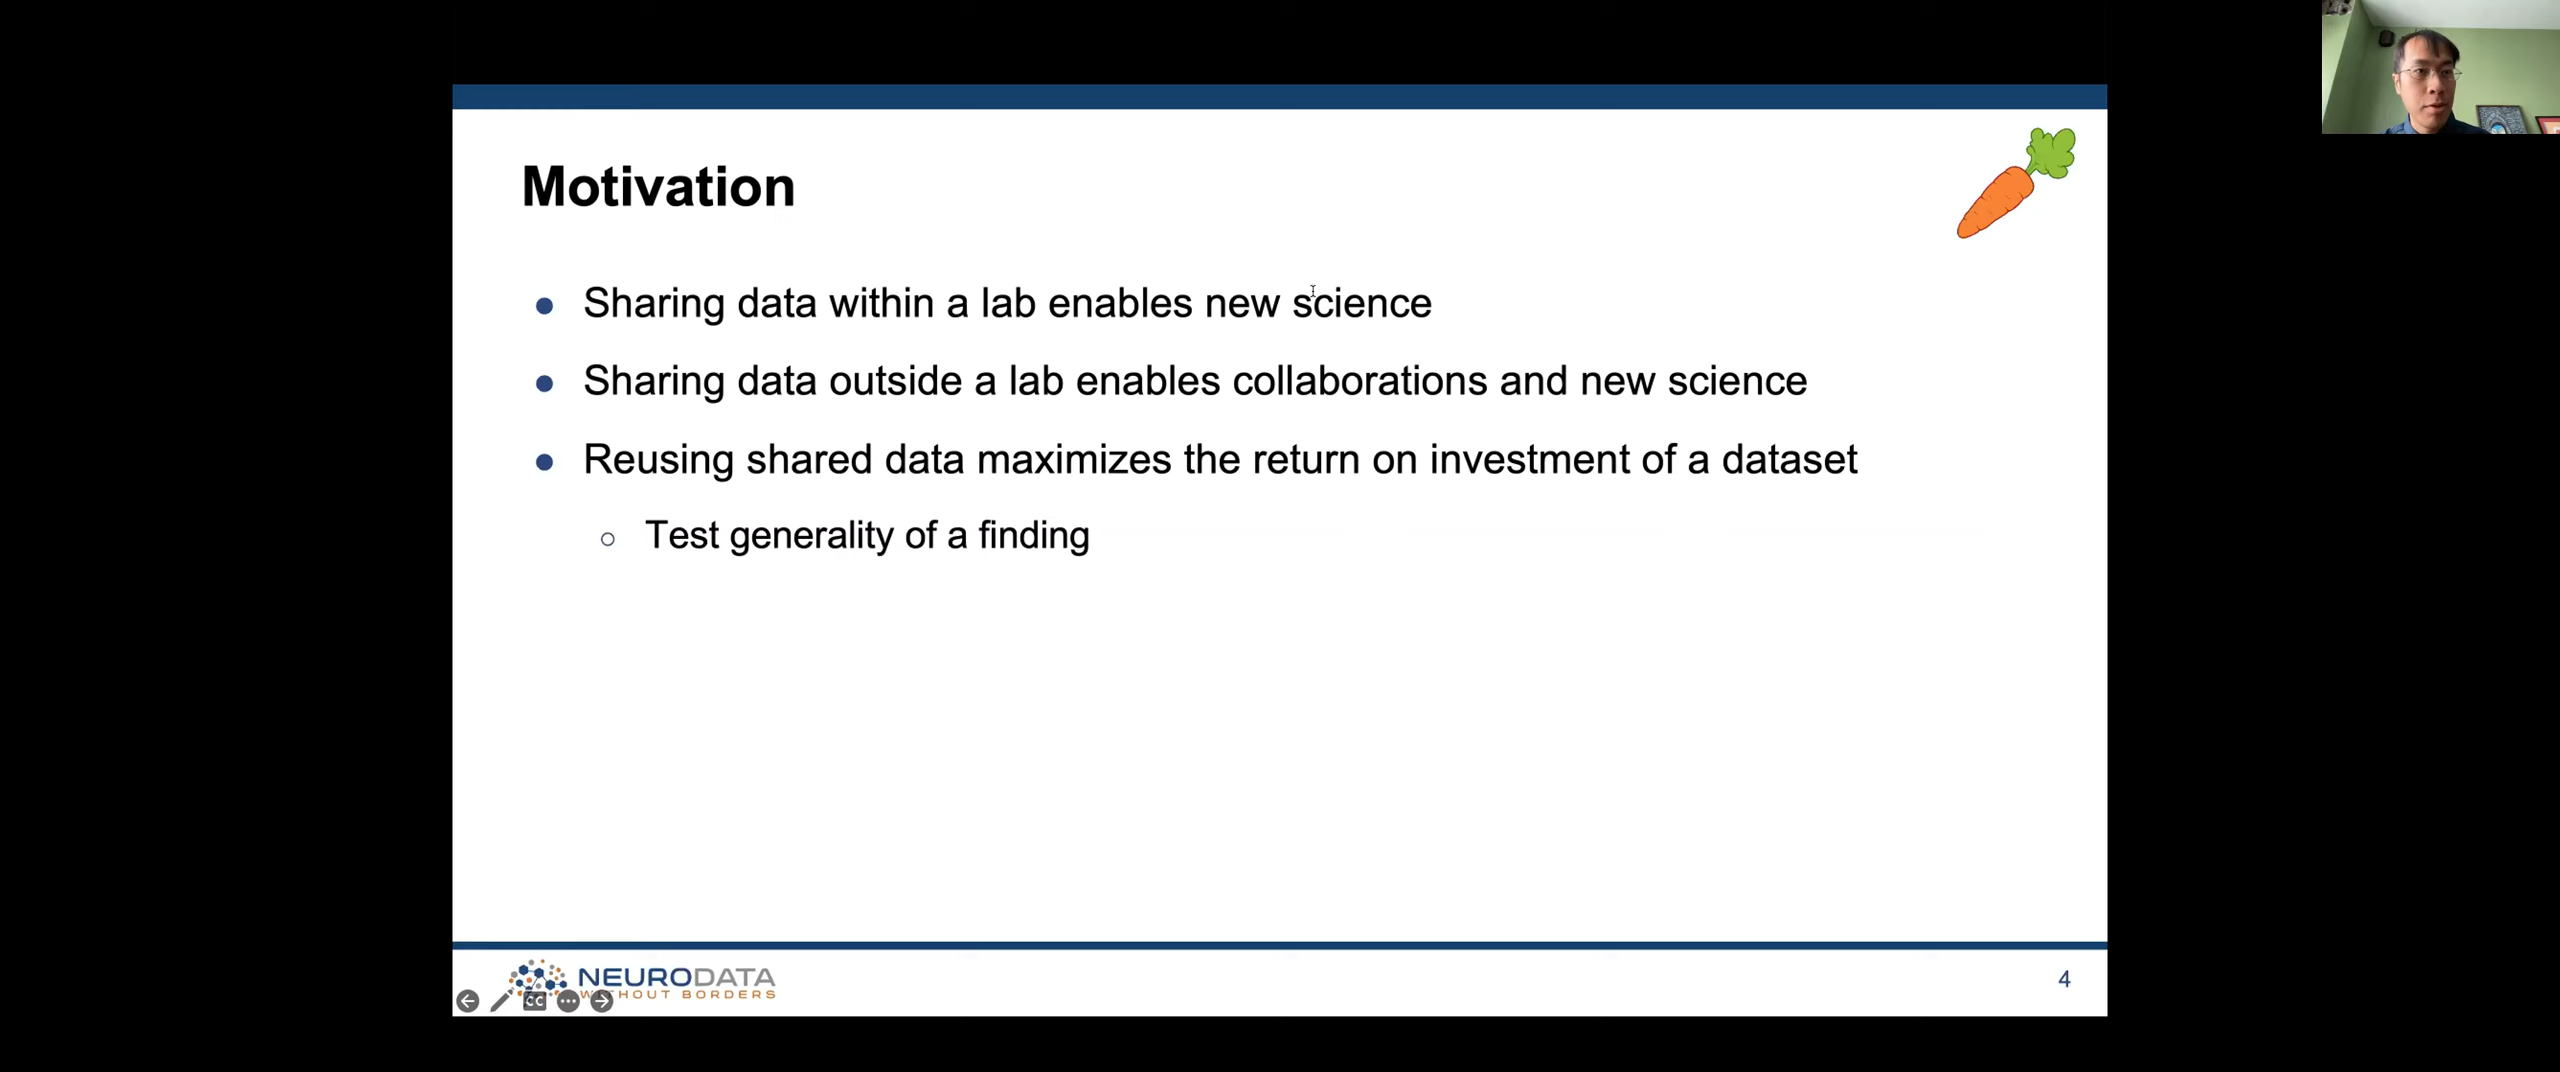 Motivation
Sharing data within a lab enables new science
Sharing data outside a lab enables collaborations and new science
Reusing shared data maximizes the return on investment of a dataset
Test generality of a finding
NEURODATA
WITHOUT BORDERS
CC
4